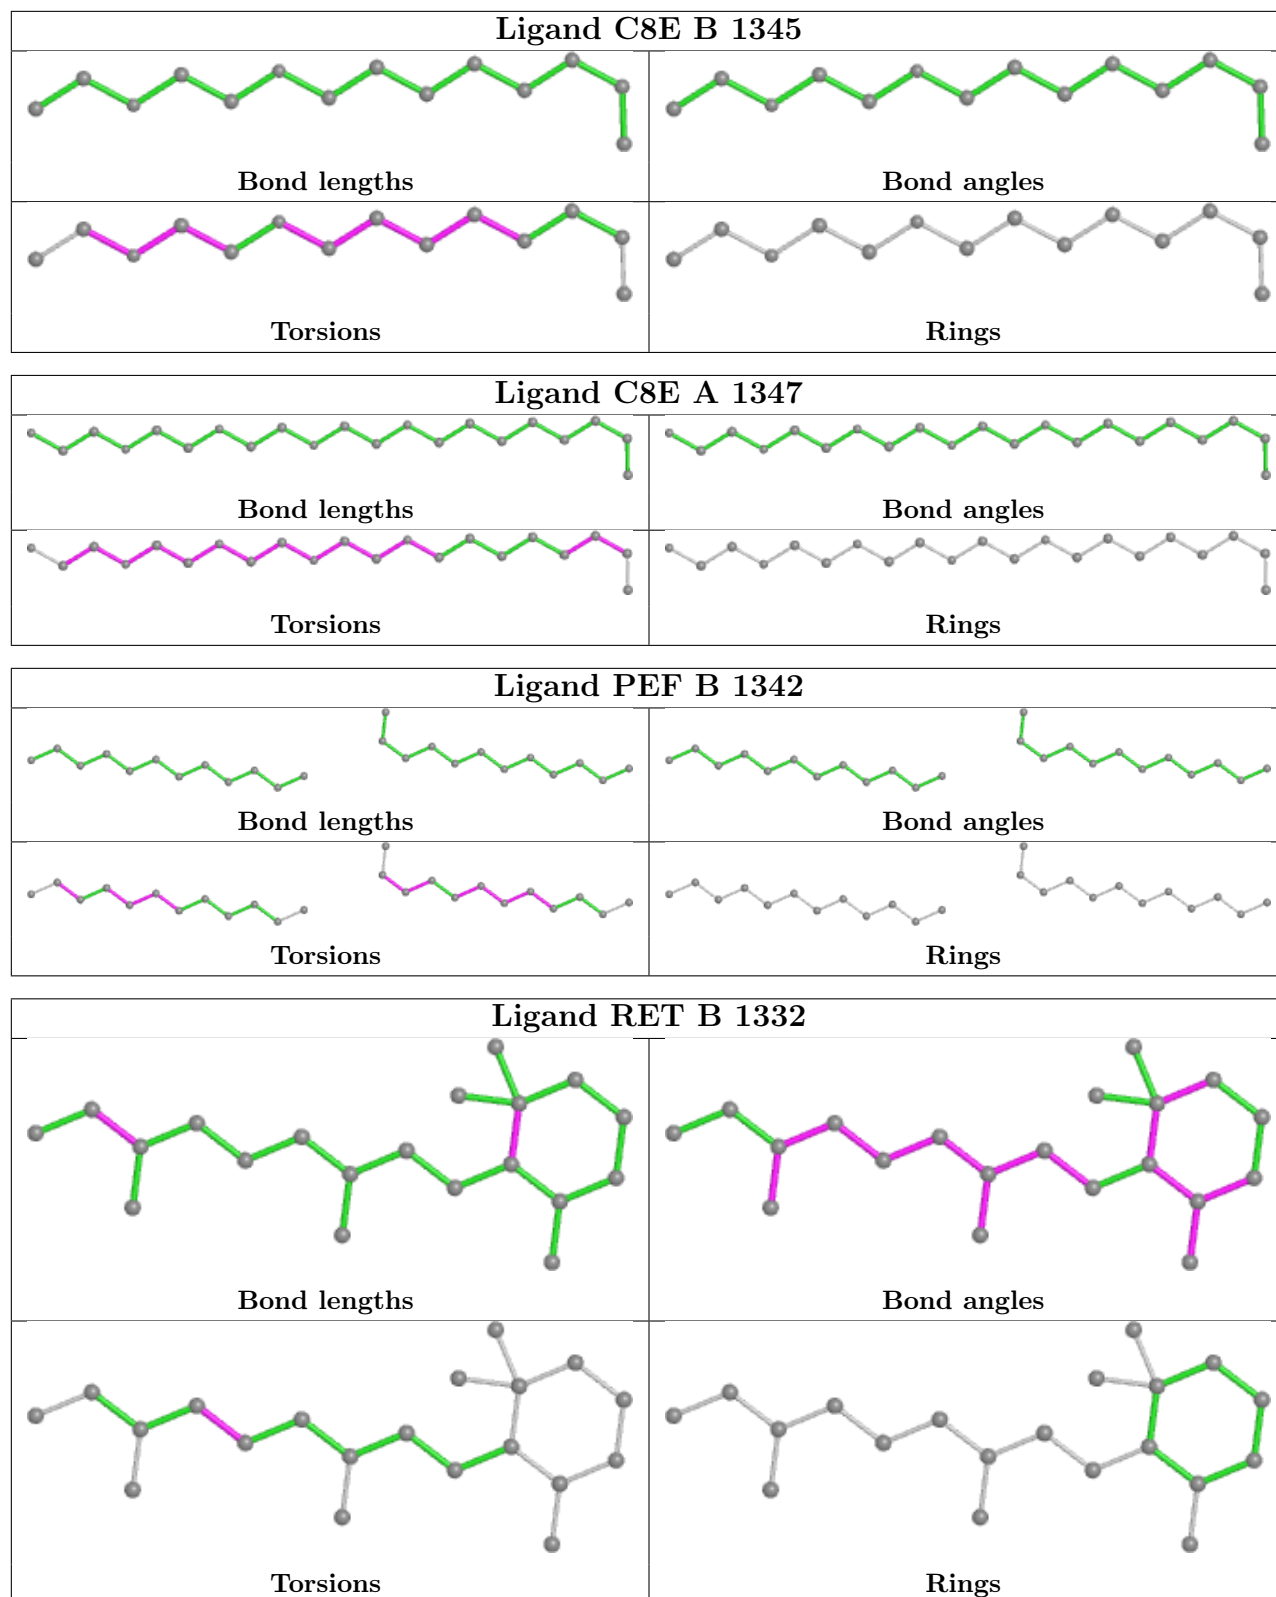 Ligand C8E B 1345
Bond lengths
Bond angles
Torsions
Rings
Ligand C8E A 1347
Bond lengths
Bond angles
Torsions
Rings
Ligand PEF B 1342
Bond lengths
Bond angles
Torsions
Rings
Ligand RET B 1332
Bond lengths
Bond angles
Torsions
Rings